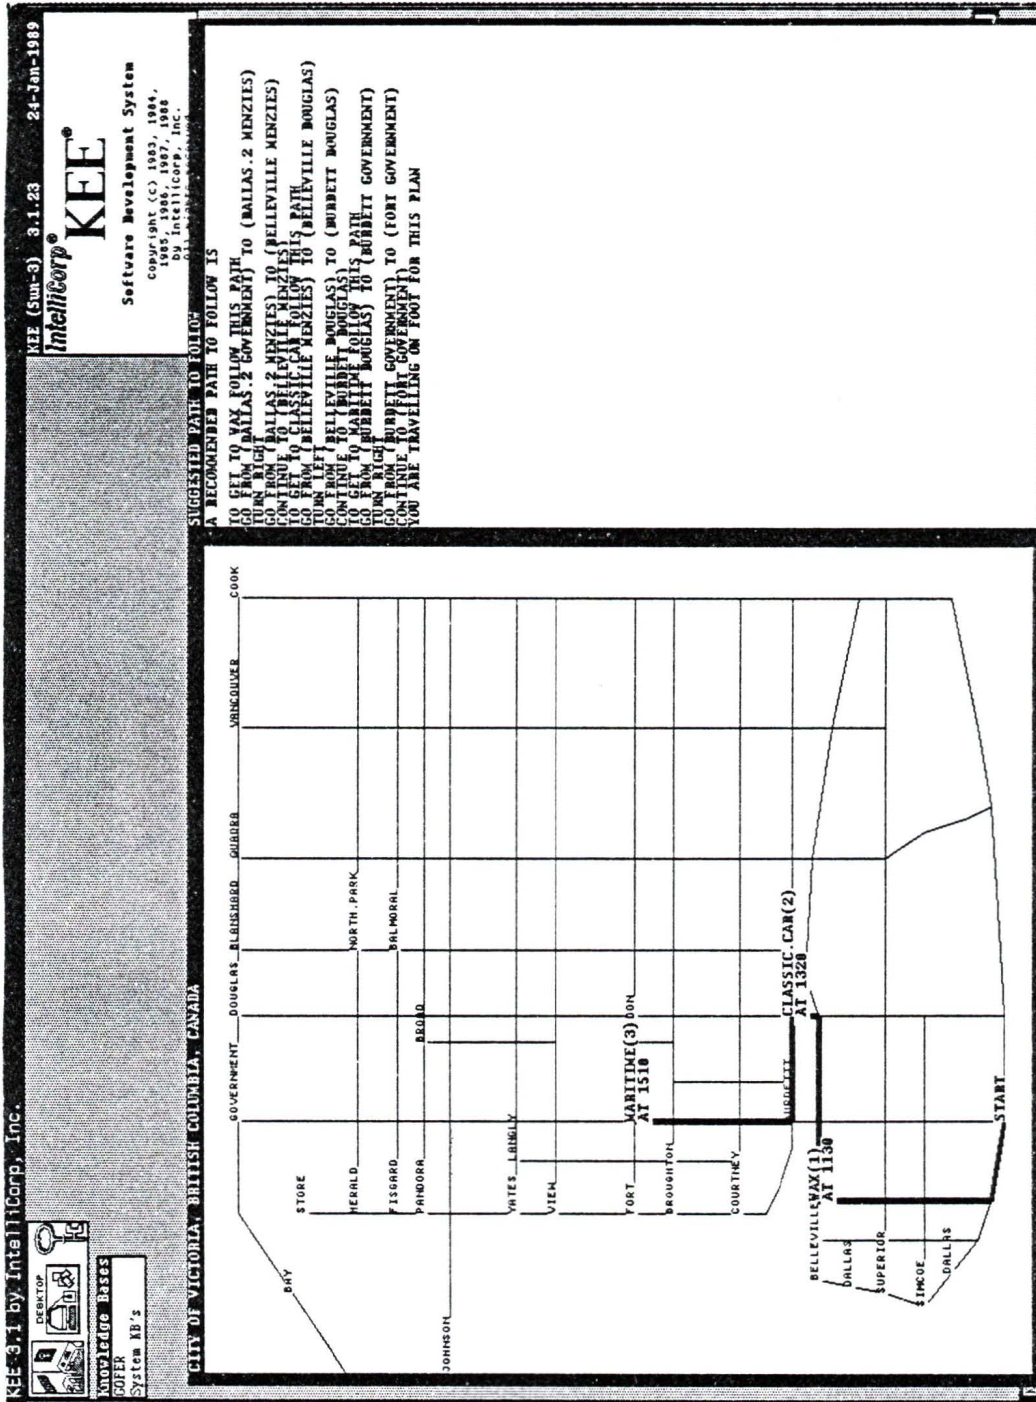 KEE 3.1 by IntelliCorp, Inc.
KEE (Sun-3) 3.1.23 24-Jan-1989
DESKTOP
Knowledge Bases
GOFER
System KB's
IntelliCorp®
KEE®
Software Development System
Copyright (c) 1983, 1984,
1985, 1986, 1987, 1988
by IntelliCorp, Inc.
All Rights Reserved
CITY OF VICTORIA, BRITISH COLUMBIA, CANADA
GOVERNMENT
DOUGLAS
BLANSHARD
QUADRA
VANCOUVER
COOK
BAY
STORE
HERALD
NORTH.PARK
FISGARD
BALMORAL
PANDORA
BROAD
JOHNSON
YATES
LANGLY
VIEW
FORT
MARITIME(3)
AT 1510
DON
BROUGHTON
COURTNEY
URDETTT
CLASSIC.CAR(2)
AT 1320
BELLEVILLE
WAX(1)
AT 1130
DALLAS
SUPERIOR
SIMCOE
DALLAS
START
SUGGESTED PATH TO FOLLOW
A RECOMMENDED PATH TO FOLLOW IS
TO GET TO WAX FOLLOW THIS PATH
GO FROM (DALLAS.2 GOVERNMENT) TO (DALLAS.2 MENZIES)
TURN RIGHT
GO FROM (DALLAS.2 MENZIES) TO (BELLEVILLE MENZIES)
CONTINUE TO (BELLEVILLE MENZIES)
TO GET TO CLASSIC.CAR FOLLOW THIS PATH
GO FROM (BELLEVILLE MENZIES) TO (BELLEVILLE DOUGLAS)
TURN LEFT
GO FROM (BELLEVILLE DOUGLAS) TO (BURDETT DOUGLAS)
CONTINUE TO (BURDETT DOUGLAS)
TO GET TO MARITIME FOLLOW THIS PATH
GO FROM (BURDETT DOUGLAS) TO (BURDETT GOVERNMENT)
TURN RIGHT
GO FROM (BURDETT GOVERNMENT) TO (FORT GOVERNMENT)
CONTINUE TO (FORT GOVERNMENT)
YOU ARE TRAVELLING ON FOOT FOR THIS PLAN